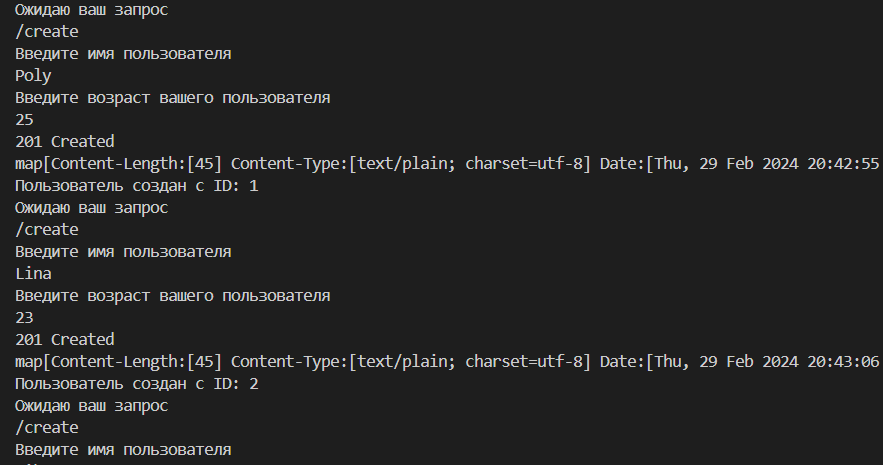 Ожидаю ваш запрос
/create
Введите имя пользователя
Poly
Введите возраст вашего пользователя
25
201 Created
map[Content-Length:[45] Content-Type:[text/plain; charset=utf-8] Date:[Thu, 29 Feb 2024 20:42:55
Пользователь создан с ID: 1
Ожидаю ваш запрос
/create
Введите имя пользователя
Lina
Введите возраст вашего пользователя
23
201 Created
map[Content-Length:[45] Content-Type:[text/plain; charset=utf-8] Date:[Thu, 29 Feb 2024 20:43:06
Пользователь создан с ID: 2
Ожидаю ваш запрос
/create
Введите имя пользователя